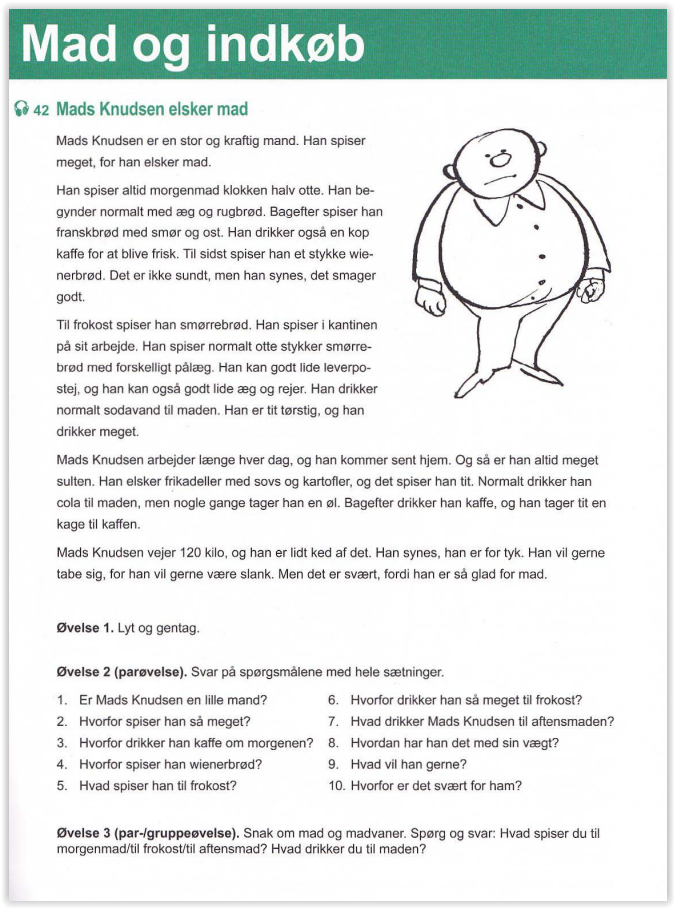 Mad og indkøb
42 Mads Knudsen elsker mad
Mads Knudsen er en stor og kraftig mand. Han spiser
meget, for han elsker mad.
Han spiser altid morgenmad klokken halv otte. Han be-
gynder normalt med æg og rugbrød. Bagefter spiser han
franskbrød med smør og ost. Han drikker også en kop
kaffe for at blive frisk. Til sidst spiser han et stykke wie-
nerbrød. Det er ikke sundt, men han synes, det smager
godt.
Til frokost spiser han smørrebrød. Han spiser i kantinen
på sit arbejde. Han spiser normalt otte stykker smørre-
brød med forskelligt pålæg. Han kan godt lide leverpo-
stej, og han kan også godt lide æg og rejer. Han drikker
normalt sodavand til maden. Han er tit tørstig, og han
drikker meget.
Mads Knudsen arbejder længe hver dag, og han kommer sent hjem. Og så er han altid meget
sulten. Han elsker frikadeller med sovs og kartofler, og det spiser han tit. Normalt drikker han
cola til maden, men nogle gange tager han en øl. Bagefter drikker han kaffe, og han tager tit en
kage til kaffen.
Mads Knudsen vejer 120 kilo, og han er lidt ked af det. Han synes, han er for tyk. Han vil gerne
tabe sig, for han vil gerne være slank. Men det er svært, fordi han er så glad for mad.
Øvelse 1. Lyt og gentag.
Øvelse 2 (parøvelse). Svar på spørgsmålene med hele sætninger.
1. Er Mads Knudsen en lille mand?
2. Hvorfor spiser han så meget?
3. Hvorfor drikker han kaffe om morgenen?
4. Hvorfor spiser han wienerbrød?
5. Hvad spiser han til frokost?
6. Hvorfor drikker han så meget til frokost?
7. Hvad drikker Mads Knudsen til aftensmaden?
8. Hvordan har han det med sin vægt?
9. Hvad vil han gerne?
10. Hvorfor er det svært for ham?
Øvelse 3 (par-/gruppeøvelse). Snak om mad og madvaner. Spørg og svar: Hvad spiser du til
morgenmad/til frokost/til aftensmad? Hvad drikker du til maden?